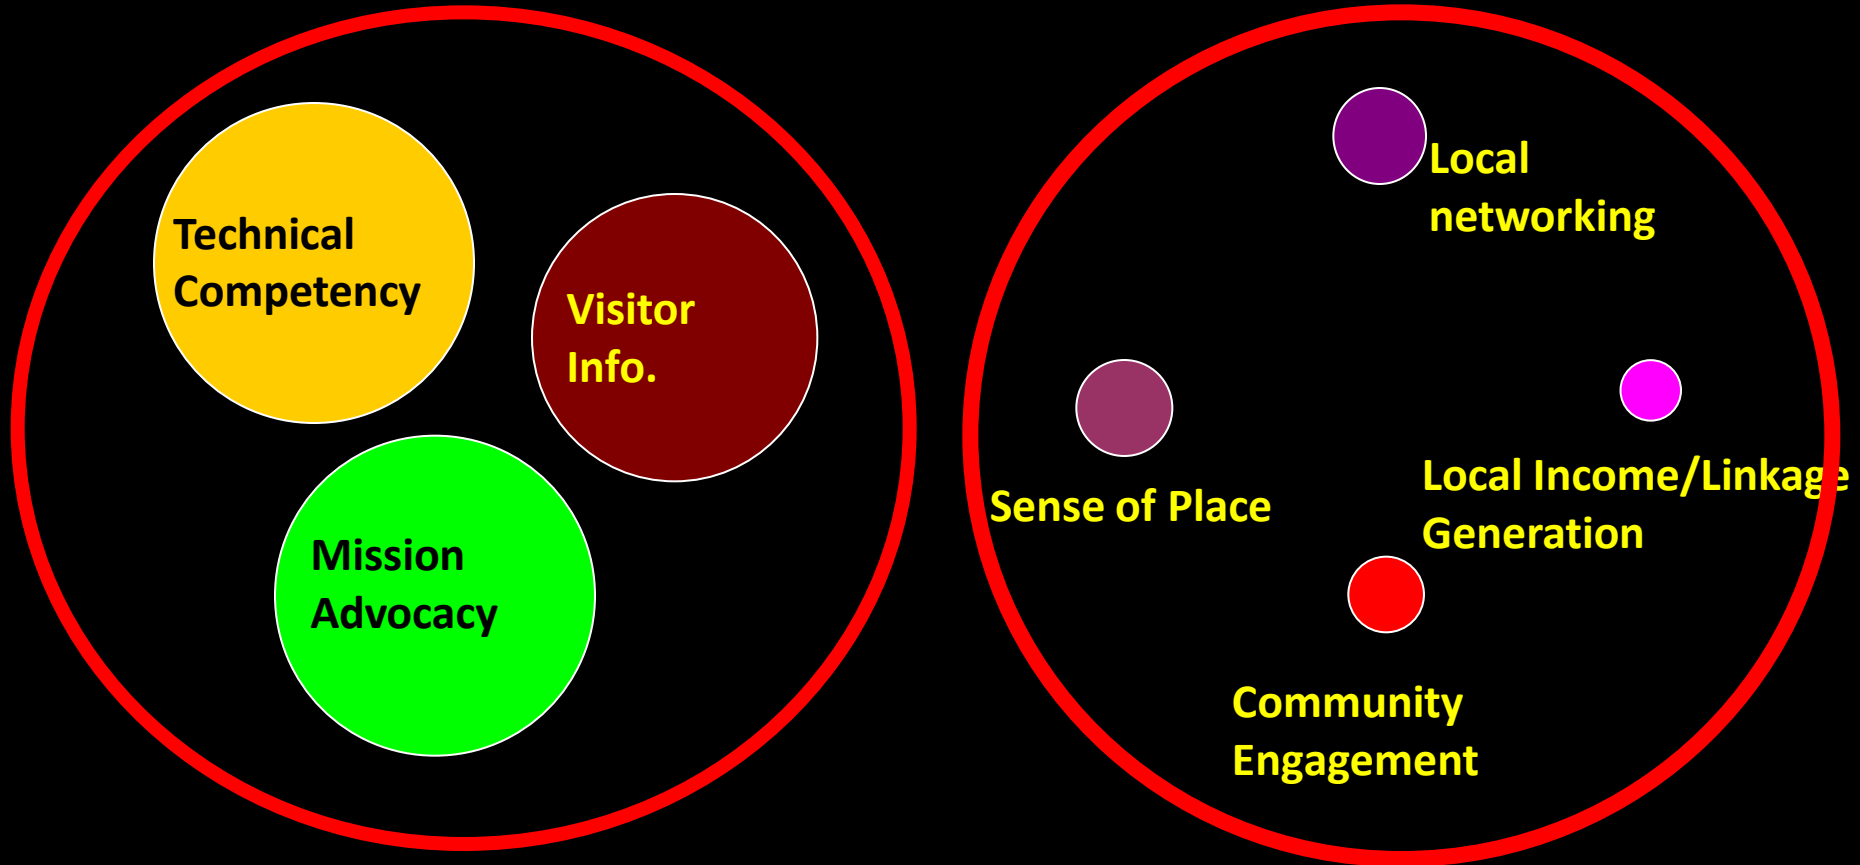 Technical
Competency
Visitor
Info.
Mission
Advocacy
Local
networking
Sense of Place
Local Income/Linkage
Generation
Community
Engagement